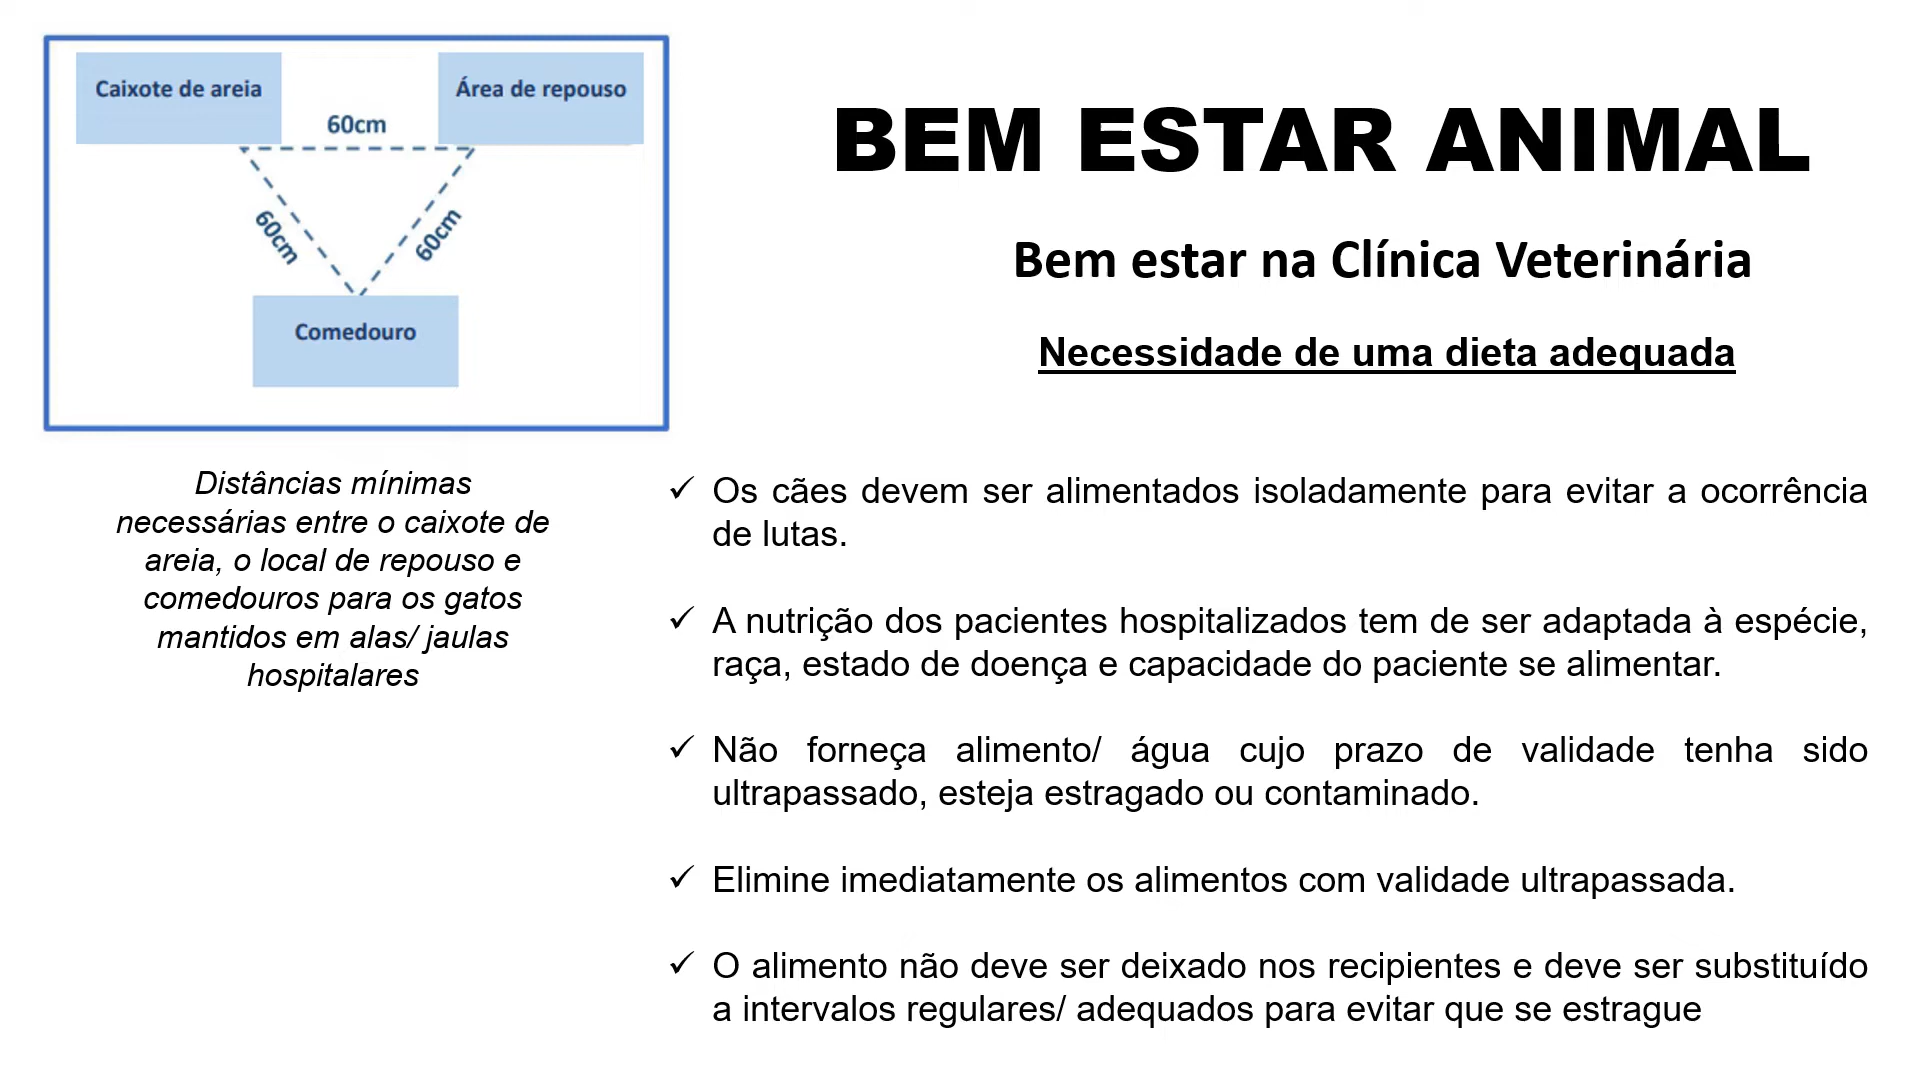 Caixote de areia
Área de repouso
60cm
60cm
60cm
Comedouro
Distâncias mínimas
necessárias entre o caixote de
areia, o local de repouso e
comedouros para os gatos
mantidos em alas/ jaulas
hospitalares
BEM ESTAR ANIMAL
Bem estar na Clínica Veterinária
Necessidade de uma dieta adequada
✓ Os cães devem ser alimentados isoladamente para evitar a ocorrência
de lutas.
✓ A nutrição dos pacientes hospitalizados tem de ser adaptada à espécie,
raça, estado de doença e capacidade do paciente se alimentar.
✓ Não forneça alimento/ água cujo prazo de validade tenha sido
ultrapassado, esteja estragado ou contaminado.
✓ Elimine imediatamente os alimentos com validade ultrapassada.
✓ O alimento não deve ser deixado nos recipientes e deve ser substituído
a intervalos regulares/ adequados para evitar que se estrague